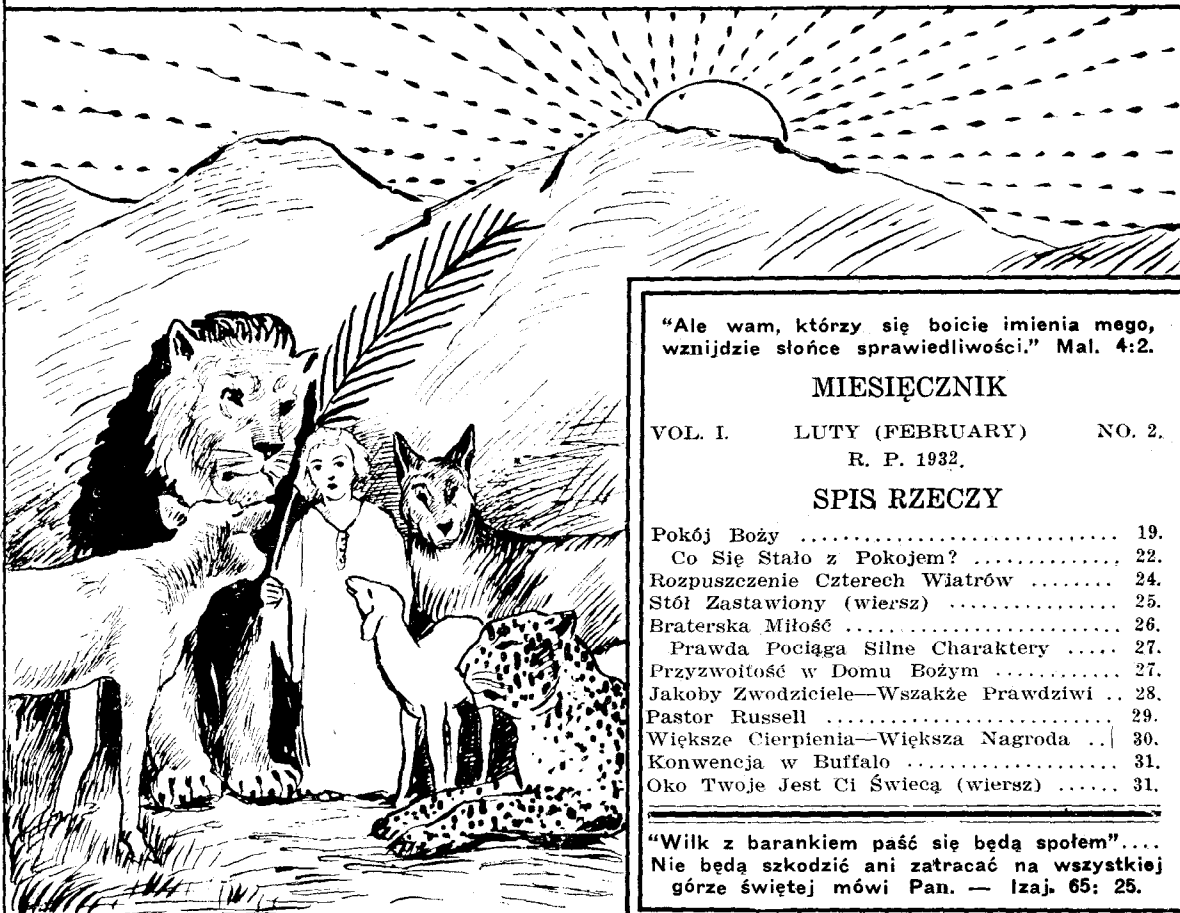 "Ale wam, którzy się boicie imienia mego,
wznijdzie słońce sprawiedliwości." Mal. 4:2.
MIESIĘCZNIK
VOL. I. LUTY (FEBRUARY) NO. 2.
R. P. 1932.
SPIS RZECZY
Pokój Boży ................................ 19.
Co Się Stało z Pokojem? .............. 22.
Rozpuszczenie Czterech Wiatrów ........ 24.
Stół Zastawiony (wiersz) ................. 25.
Braterska Miłość ........................... 26.
Prawda Pociąga Silne Charaktery ..... 27.
Przyzwoitość w Domu Bożym ............ 27.
Jakoby Zwodziciele—Wszakże Prawdziwi .. 28.
Pastor Russell ............................. 29.
Większe Cierpienia—Większa Nagroda .. 30.
Konwencja w Buffalo ..................... 31.
Oko Twoje Jest Ci Świecą (wiersz) ...... 31.
"Wilk z barankiem paść się będą społem"....
Nie będą szkodzić ani zatracać na wszystkiej
górze świętej mówi Pan. — Izaj. 65: 25.